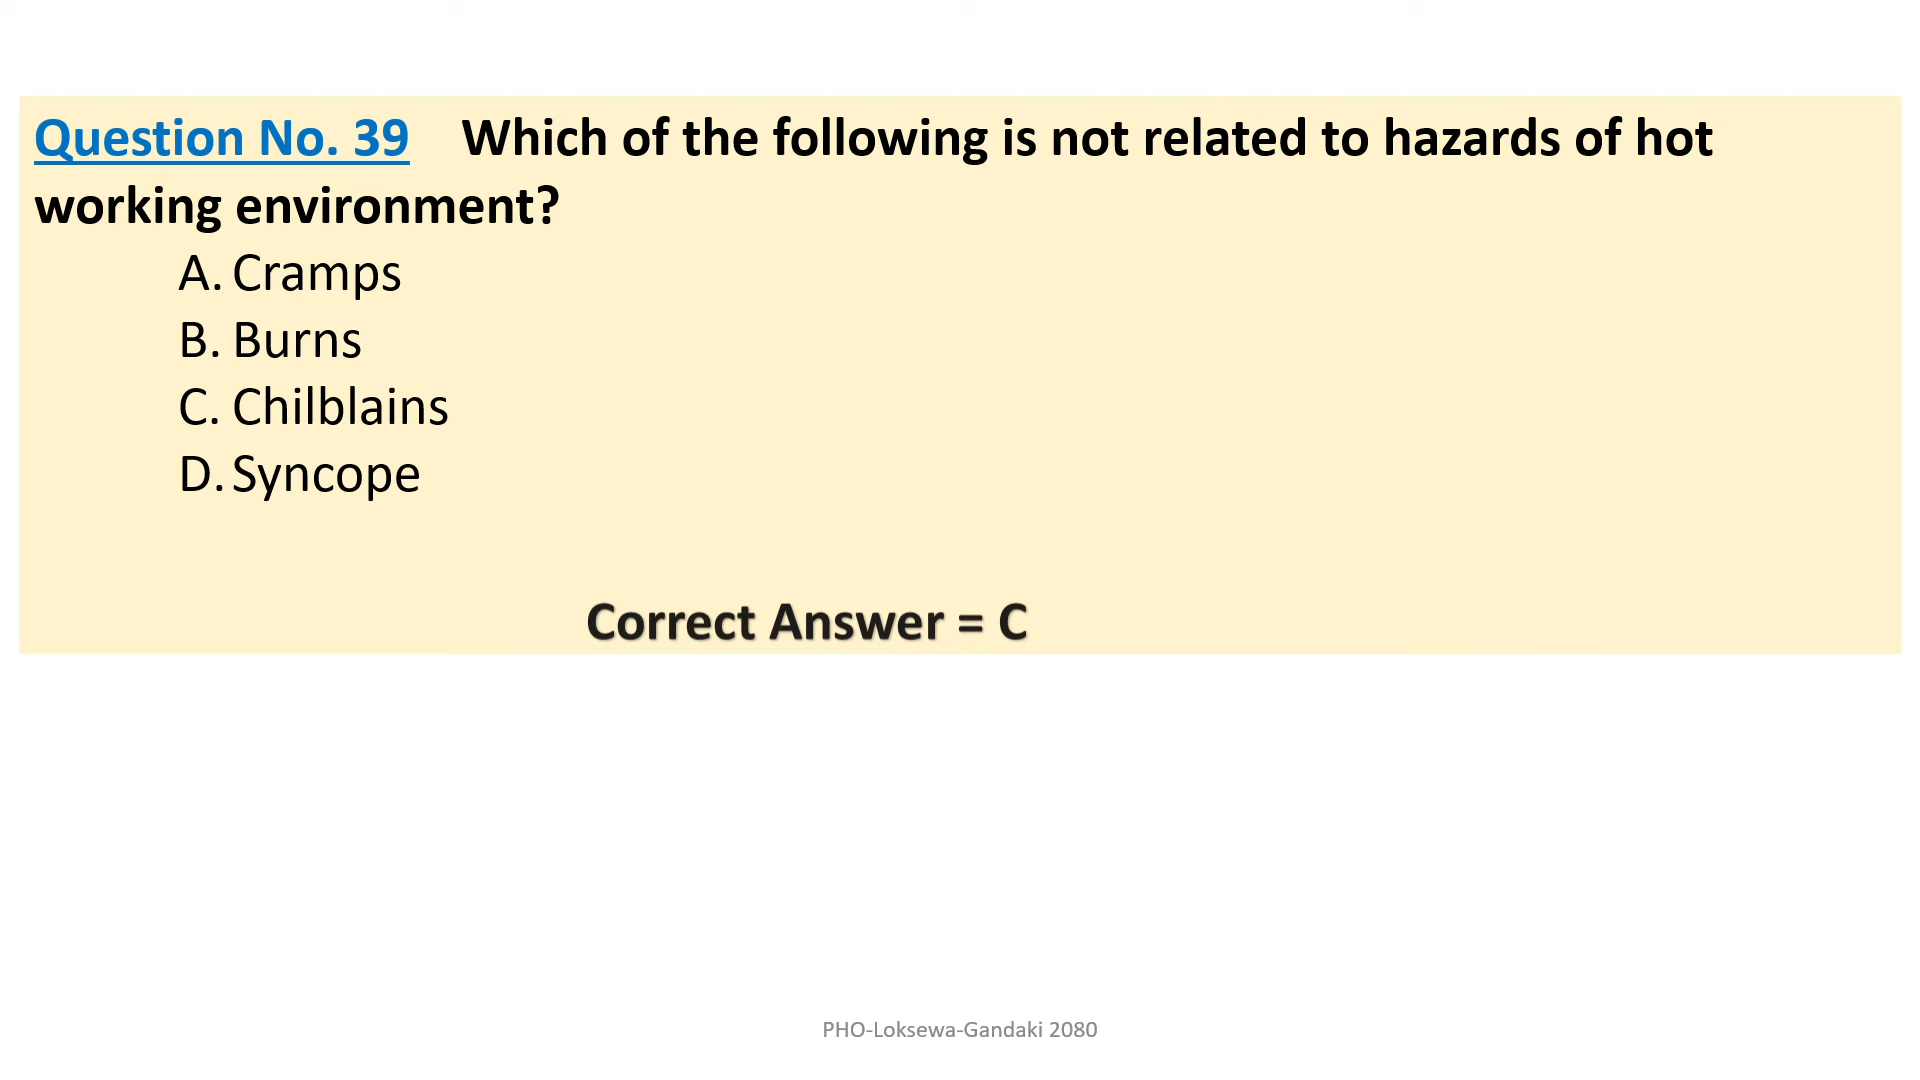 Question No. 39 Which of the following is not related to hazards of hot
working environment?
A. Cramps
B. Burns
C. Chilblains
D. Syncope
Correct Answer = C
PHO-Loksewa-Gandaki 2080